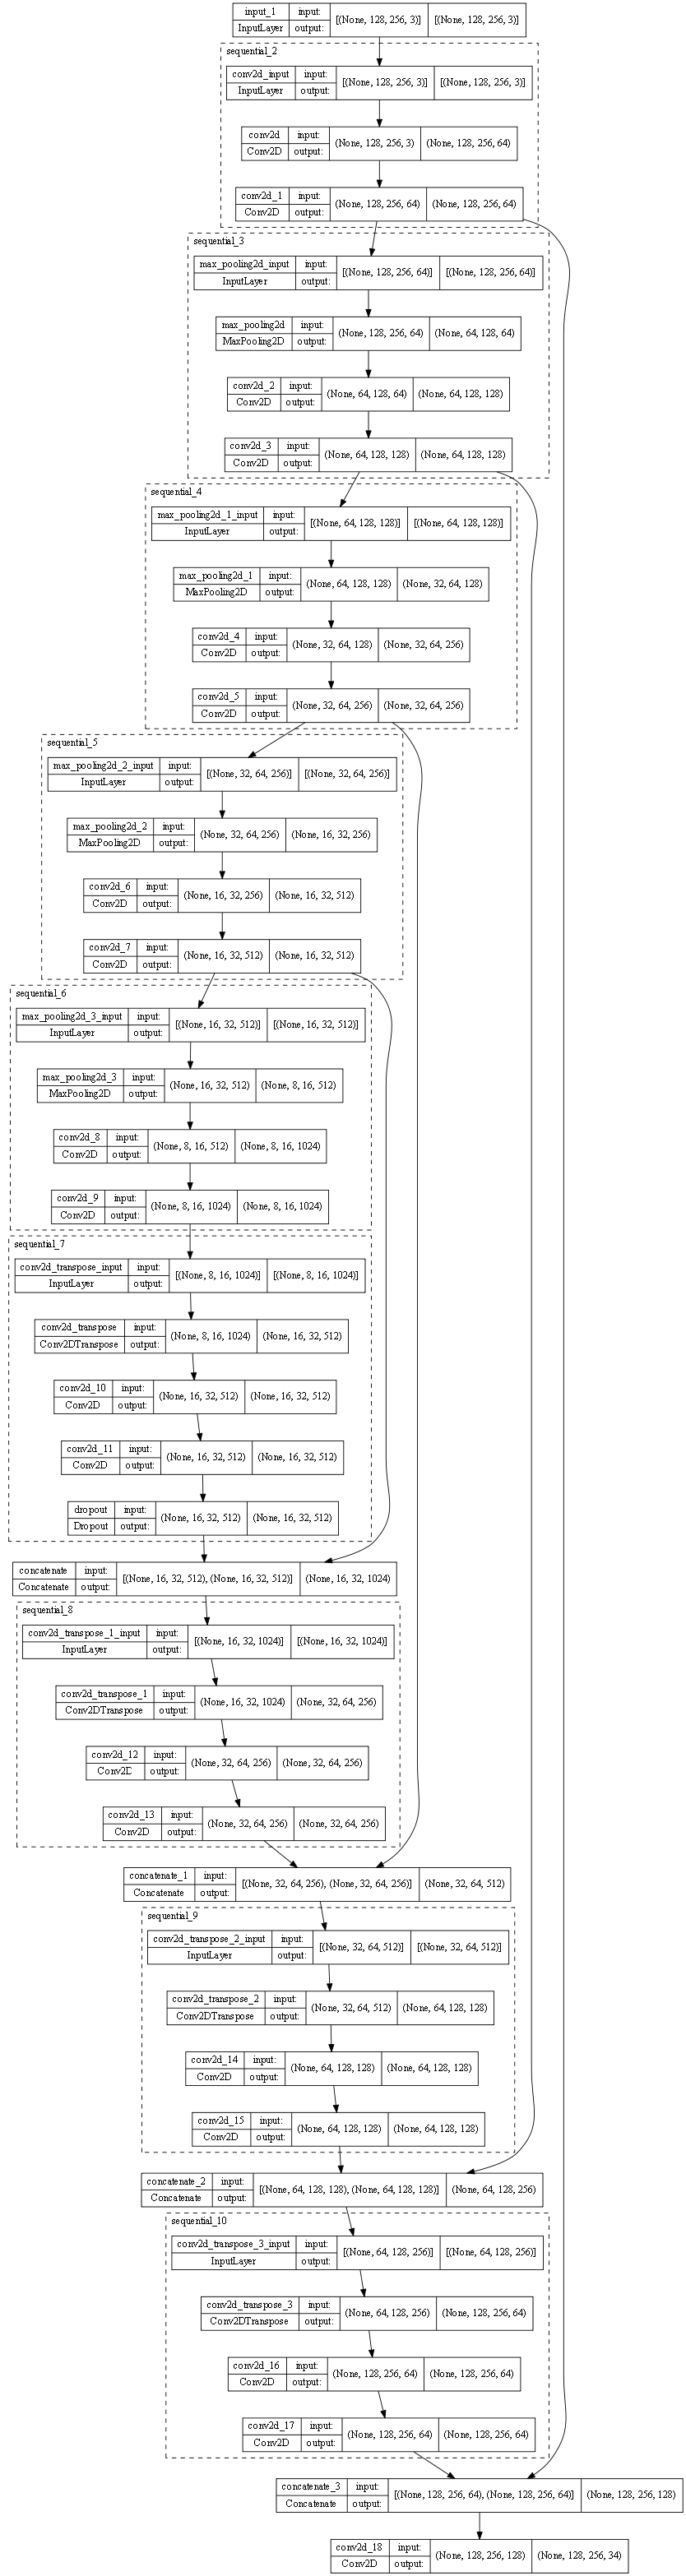 input_1 input: [(None, 128, 256, 3)] [(None, 128, 256, 3)]
InputLayer output:
sequential_2
conv2d_input input: [(None, 128, 256, 3)] [(None, 128, 256, 3)]
InputLayer output:
conv2d input: (None, 128, 256, 3) (None, 128, 256, 64)
Conv2D output:
conv2d_1 input: (None, 128, 256, 64) (None, 128, 256, 64)
Conv2D output:
sequential_3
max_pooling2d_input input: [(None, 128, 256, 64)] [(None, 128, 256, 64)]
InputLayer output:
max_pooling2d input: (None, 128, 256, 64) (None, 64, 128, 64)
MaxPooling2D output:
conv2d_2 input: (None, 64, 128, 64) (None, 64, 128, 128)
Conv2D output:
conv2d_3 input: (None, 64, 128, 128) (None, 64, 128, 128)
Conv2D output:
sequential_4
max_pooling2d_1_input input: [(None, 64, 128, 128)] [(None, 64, 128, 128)]
InputLayer output:
max_pooling2d_1 input: (None, 64, 128, 128) (None, 32, 64, 128)
MaxPooling2D output:
conv2d_4 input: (None, 32, 64, 128) (None, 32, 64, 256)
Conv2D output:
conv2d_5 input: (None, 32, 64, 256) (None, 32, 64, 256)
Conv2D output:
sequential_5
max_pooling2d_2_input input: [(None, 32, 64, 256)] [(None, 32, 64, 256)]
InputLayer output:
max_pooling2d_2 input: (None, 32, 64, 256) (None, 16, 32, 256)
MaxPooling2D output:
conv2d_6 input: (None, 16, 32, 256) (None, 16, 32, 512)
Conv2D output:
conv2d_7 input: (None, 16, 32, 512) (None, 16, 32, 512)
Conv2D output:
sequential_6
max_pooling2d_3_input input: [(None, 16, 32, 512)] [(None, 16, 32, 512)]
InputLayer output:
max_pooling2d_3 input: (None, 16, 32, 512) (None, 8, 16, 512)
MaxPooling2D output:
conv2d_8 input: (None, 8, 16, 512) (None, 8, 16, 1024)
Conv2D output:
conv2d_9 input: (None, 8, 16, 1024) (None, 8, 16, 1024)
Conv2D output:
sequential_7
conv2d_transpose_input input: [(None, 8, 16, 1024)] [(None, 8, 16, 1024)]
InputLayer output:
conv2d_transpose input: (None, 8, 16, 1024) (None, 16, 32, 512)
Conv2DTranspose output:
conv2d_10 input: (None, 16, 32, 512) (None, 16, 32, 512)
Conv2D output:
conv2d_11 input: (None, 16, 32, 512) (None, 16, 32, 512)
Conv2D output:
dropout input: (None, 16, 32, 512) (None, 16, 32, 512)
Dropout output:
concatenate input: [(None, 16, 32, 512), (None, 16, 32, 512)] (None, 16, 32, 1024)
Concatenate output:
sequential_8
conv2d_transpose_1_input input: [(None, 16, 32, 1024)] [(None, 16, 32, 1024)]
InputLayer output:
conv2d_transpose_1 input: (None, 16, 32, 1024) (None, 32, 64, 256)
Conv2DTranspose output:
conv2d_12 input: (None, 32, 64, 256) (None, 32, 64, 256)
Conv2D output:
conv2d_13 input: (None, 32, 64, 256) (None, 32, 64, 256)
Conv2D output:
concatenate_1 input: [(None, 32, 64, 256), (None, 32, 64, 256)] (None, 32, 64, 512)
Concatenate output:
sequential_9
conv2d_transpose_2_input input: [(None, 32, 64, 512)] [(None, 32, 64, 512)]
InputLayer output:
conv2d_transpose_2 input: (None, 32, 64, 512) (None, 64, 128, 128)
Conv2DTranspose output:
conv2d_14 input: (None, 64, 128, 128) (None, 64, 128, 128)
Conv2D output:
conv2d_15 input: (None, 64, 128, 128) (None, 64, 128, 128)
Conv2D output:
concatenate_2 input: [(None, 64, 128, 128), (None, 64, 128, 128)] (None, 64, 128, 256)
Concatenate output:
sequential_10
conv2d_transpose_3_input input: [(None, 64, 128, 256)] [(None, 64, 128, 256)]
InputLayer output:
conv2d_transpose_3 input: (None, 64, 128, 256) (None, 128, 256, 64)
Conv2DTranspose output:
conv2d_16 input: (None, 128, 256, 64) (None, 128, 256, 64)
Conv2D output:
conv2d_17 input: (None, 128, 256, 64) (None, 128, 256, 64)
Conv2D output:
concatenate_3 input: [(None, 128, 256, 64), (None, 128, 256, 64)] (None, 128, 256, 128)
Concatenate output:
conv2d_18 input: (None, 128, 256, 128) (None, 128, 256, 34)
Conv2D output: